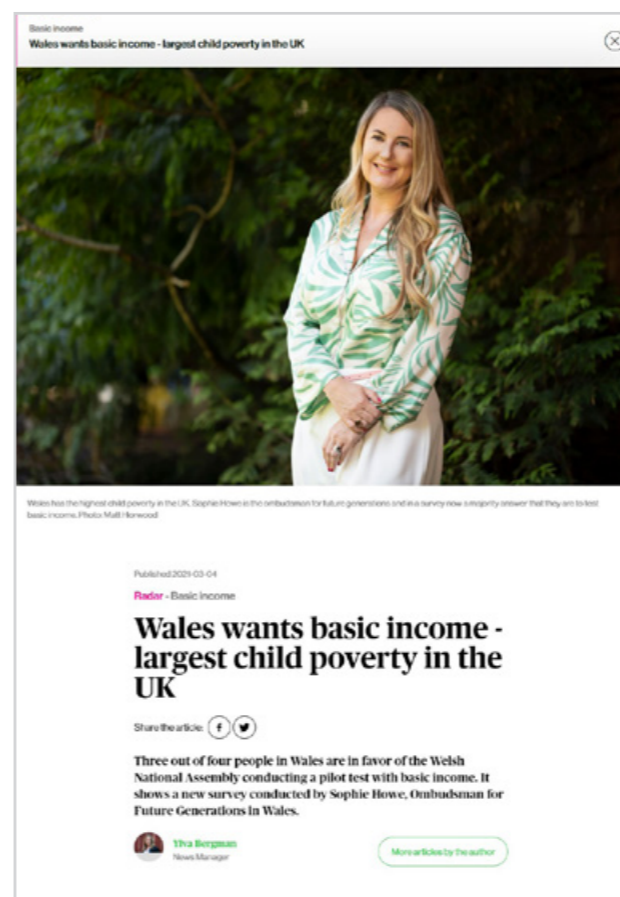 Basic income
Wales wants basic income - largest child poverty in the UK
Wales has the highest child poverty in the UK. Sophie Howe is the ombudsman for future generations and in a survey now a majority answer that they are to test
basic income. Photo: Matt Horwood
Published 2021-03-04
Radar - Basic income
Wales wants basic income -
largest child poverty in the
UK
Share the article:
Three out of four people in Wales are in favor of the Welsh
National Assembly conducting a pilot test with basic income. It
shows a new survey conducted by Sophie Howe, Ombudsman for
Future Generations in Wales.
Ylva Bergman
News Manager
More articles by the author